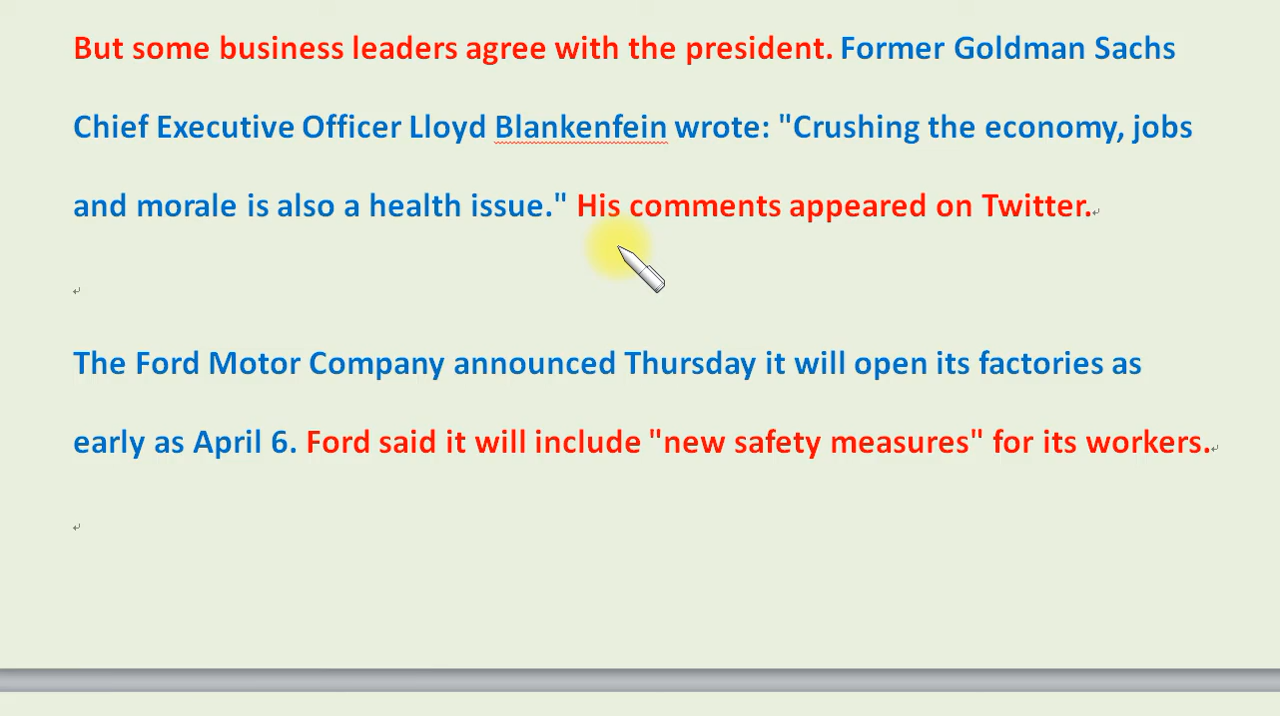 But some business leaders agree with the president. Former Goldman Sachs
Chief Executive Officer Lloyd Blankenfein wrote: "Crushing the economy, jobs
and morale is also a health issue." His comments appeared on Twitter.
The Ford Motor Company announced Thursday it will open its factories as
early as April 6. Ford said it will include "new safety measures" for its workers.